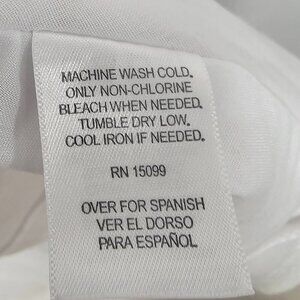 MACHINE WASH COLD.
ONLY NON-CHLORINE
BLEACH WHEN NEEDED.
TUMBLE DRY LOW.
COOL IRON IF NEEDED.
RN 15099
OVER FOR SPANISH
VER EL DORSO
PARA ESPAÑOL